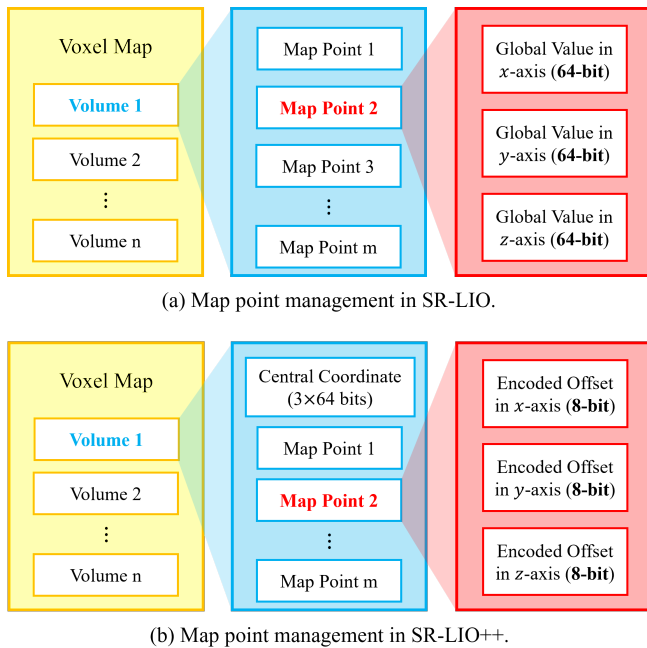 Voxel Map
Volume 1
Volume 2
⋮
Volume n
Map Point 1
Map Point 2
Map Point 3
⋮
Map Point m
Global Value in
x-axis (64-bit)
Global Value in
y-axis (64-bit)
Global Value in
z-axis (64-bit)
(a) Map point management in SR-LIO.
Voxel Map
Volume 1
Volume 2
⋮
Volume n
Central Coordinate
(3×64 bits)
Map Point 1
Map Point 2
⋮
Map Point m
Encoded Offset
in x-axis (8-bit)
Encoded Offset
in y-axis (8-bit)
Encoded Offset
in z-axis (8-bit)
(b) Map point management in SR-LIO++.